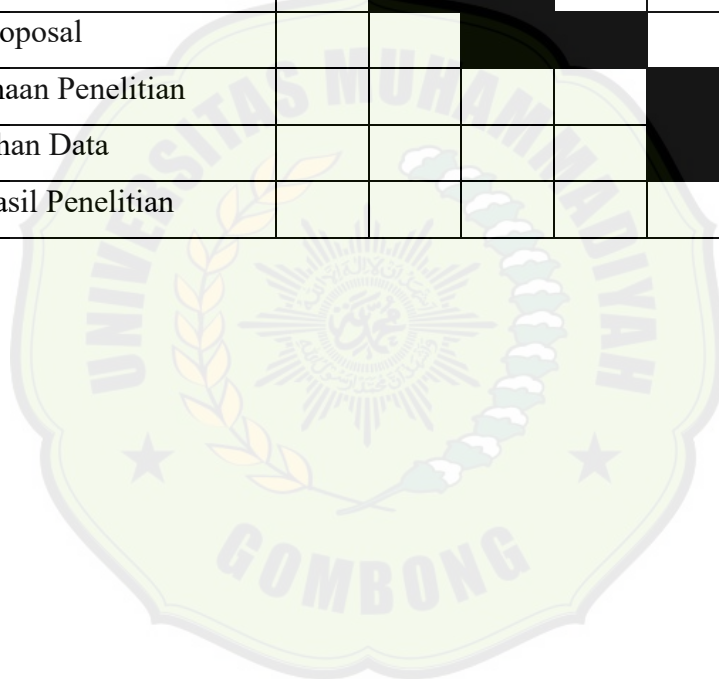 oposal
naan Penelitian
han Data
asil Penelitian
UNIVERSITAS MUHAMMADIYAH
GOMBONG